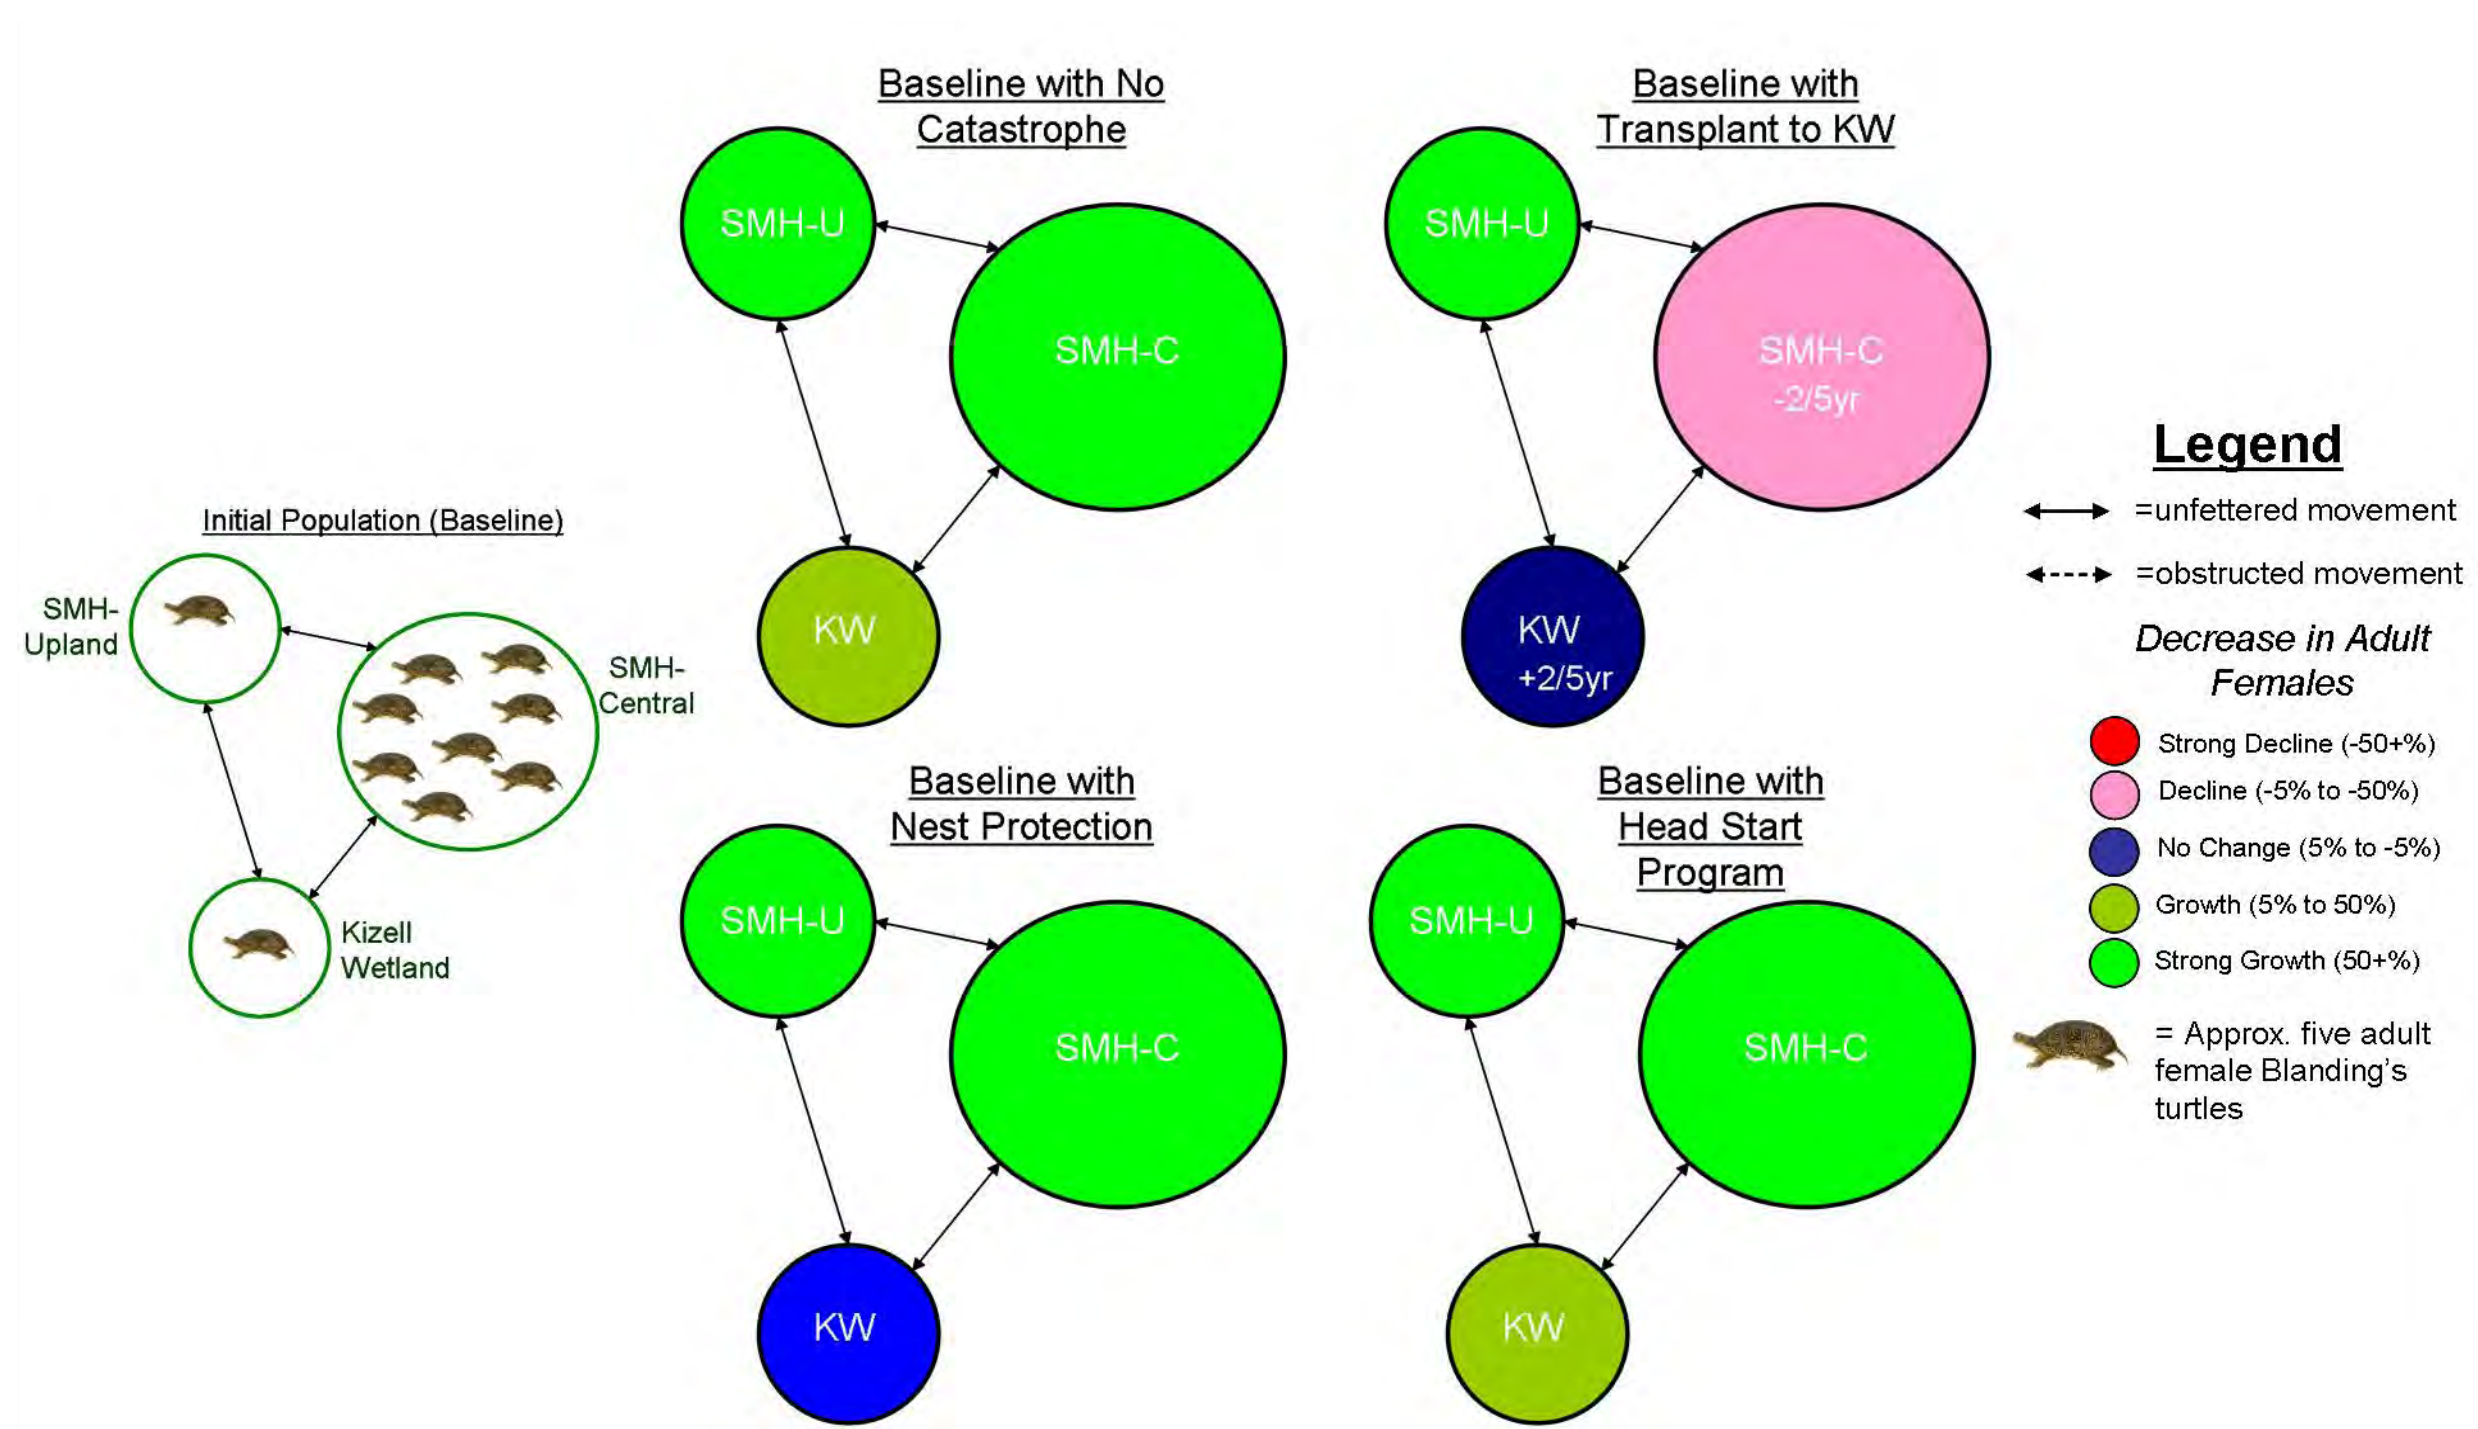 Initial Population (Baseline)
SMH-
Upland
SMH-
Central
Kizell
Wetland
Baseline with No
Catastrophe
SMH-U
SMH-C
KW
Baseline with
Transplant to KW
SMH-U
SMH-C
-2/5yr
KW
+2/5yr
Baseline with
Nest Protection
SMH-U
SMH-C
KW
Baseline with
Head Start
Program
SMH-U
SMH-C
KW
Legend
=unfettered movement
=obstructed movement
Decrease in Adult
Females
Strong Decline (-50+%)
Decline (-5% to -50%)
No Change (5% to -5%)
Growth (5% to 50%)
Strong Growth (50+%)
= Approx. five adult
female Blanding's
turtles